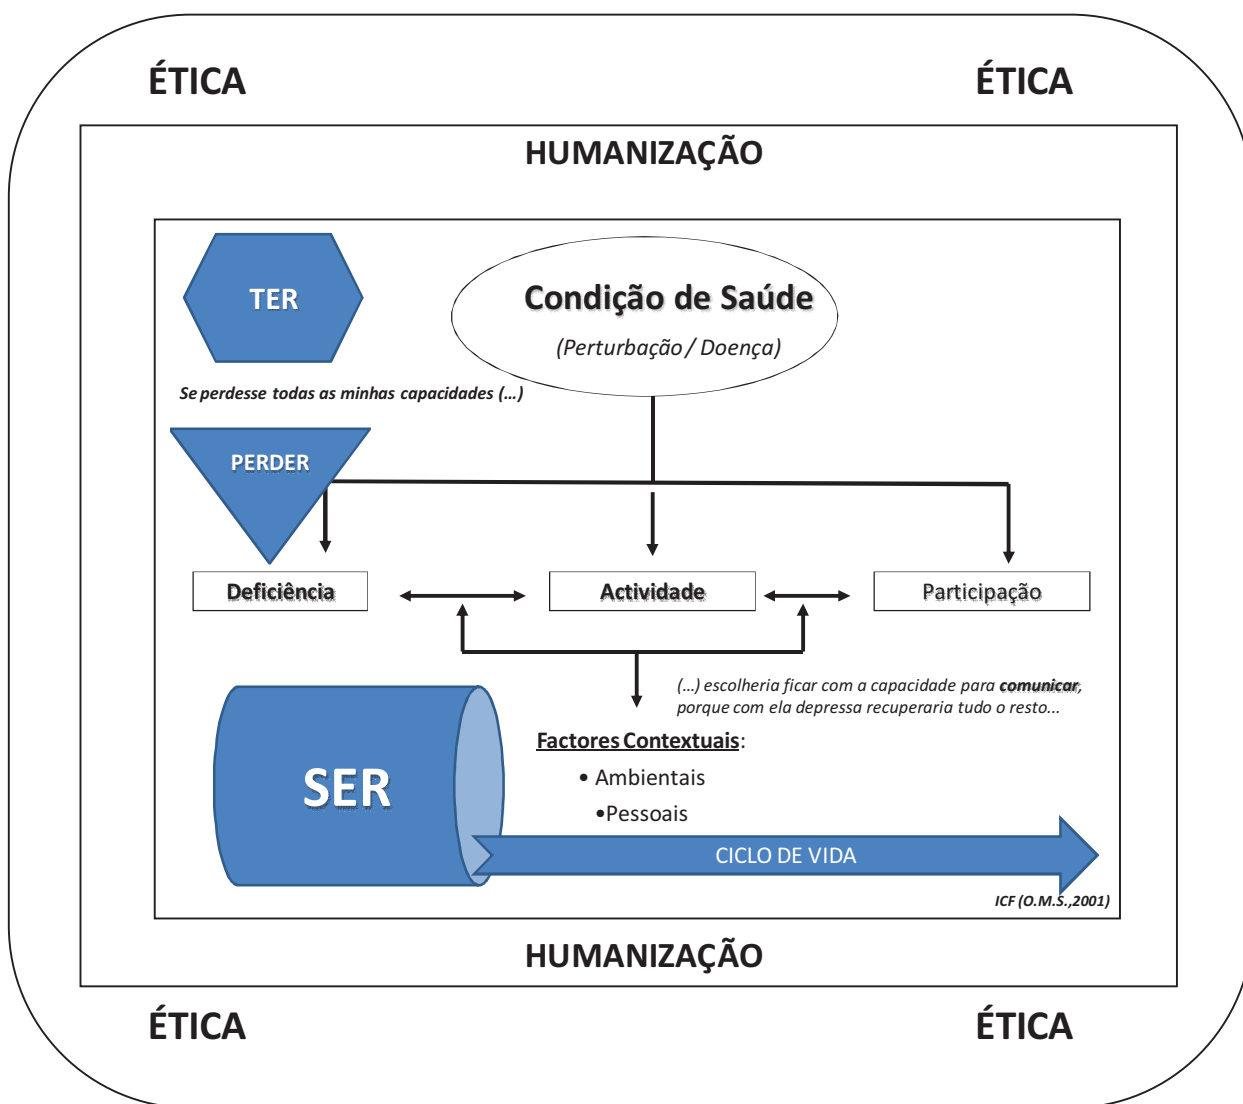 ÉTICA ÉTICA
HUMANIZAÇÃO
TER
Condição de Saúde
(Perturbação / Doença)
Se perdesse todas as minhas capacidades (...)
PERDER
Deficiência Actividade Participação
(...) escolheria ficar com a capacidade para comunicar,
porque com ela depressa recuperaria tudo o resto...
Factores Contextuais:
• Ambientais
•Pessoais
SER
CICLO DE VIDA
ICF (O.M.S.,2001)
HUMANIZAÇÃO
ÉTICA ÉTICA